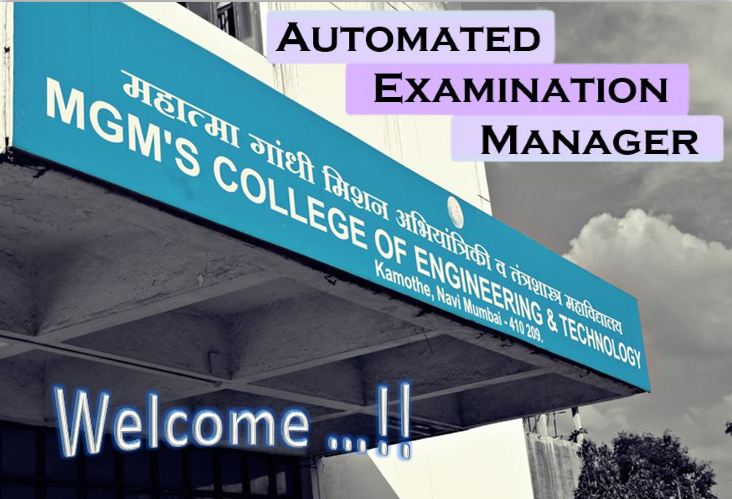 AUTOMATED
EXAMINATION
MANAGER
महात्मा गांधी मिशन अभियांत्रिकी व तंत्रशास्त्र महाविद्यालय
MGM'S COLLEGE OF ENGINEERING & TECHNOLOGY
Kamothe, Navi Mumbai - 410 209.
Welcome ...!!